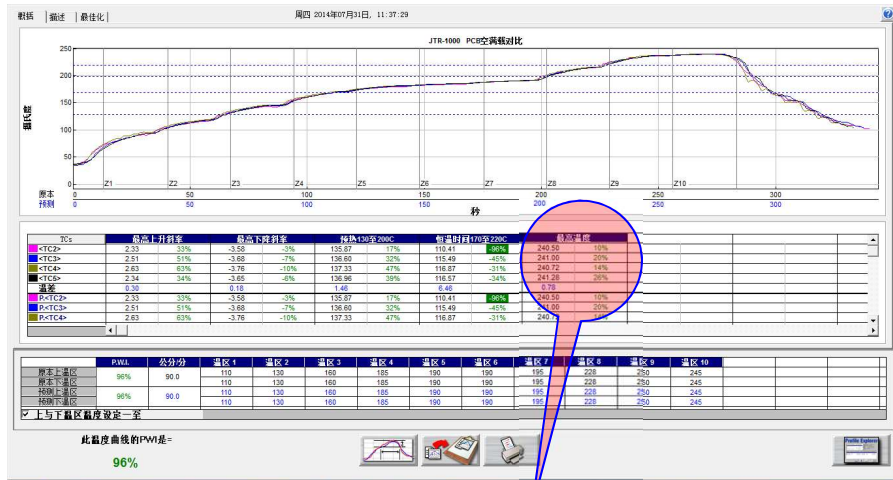 概括 描述 最佳化 周四 2014年07月31日, 11:37:29
JTR-1000 PCB空满载对比
摄氏度
250
200
150
100
50
0
Z1 Z2 Z3 Z4 Z5 Z6 Z7 Z8 Z9 Z10
原本 0 50 100 150 200 250 300
预测 0 50 100 150 200 250 300
秒
TCs 最高上升斜率 最高下降斜率 预热130至200C 恒温时间170至220C 最高温度
<TC2> 2.33 33% -3.58 -3% 135.87 17% 110.41 -96% 240.50 10%
<TC3> 2.51 51% -3.68 -7% 136.60 32% 115.49 -45% 241.00 20%
<TC4> 2.63 63% -3.76 -10% 137.33 47% 116.87 -31% 240.72 14%
<TC5> 2.34 34% -3.65 -6% 136.96 39% 116.57 -34% 241.28 26%
温差 0.30 0.18 1.46 6.46 0.78
P.<TC2> 2.33 33% -3.58 -3% 135.87 17% 110.41 -96% 240.50 10%
P.<TC3> 2.51 51% -3.68 -7% 136.60 32% 115.49 -45% 241.00 20%
P.<TC4> 2.63 63% -3.76 -10% 137.33 47% 116.87 -31% 240.72 14%
P.W.I. 公分/分 温区 1 温区 2 温区 3 温区 4 温区 5 温区 6 温区 7 温区 8 温区 9 温区 10
原本上温区 96% 90.0 110 130 160 185 190 190 195 228 250 245
原本下温区 110 130 160 185 190 190 195 228 250 245
预测上温区 96% 90.0 110 130 160 185 190 190 195 228 250 245
预测下温区 110 130 160 185 190 190 195 228 250 245
上与下温区温度设定一至
此温度曲线的PWI是=
96%
Profile Explorer